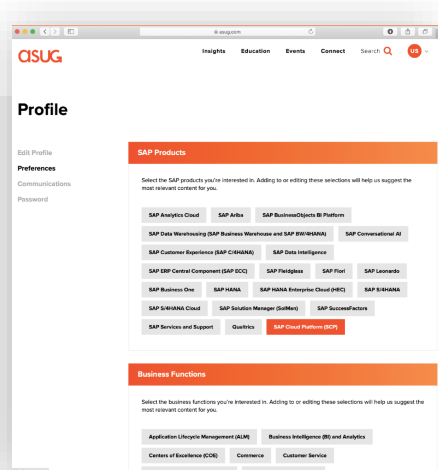 asug.com
asug
Insights Education Events Connect Search US
Profile
Edit Profile
Preferences
Communications
Password
SAP Products
Select the SAP products you're interested in. Adding to or editing these selections will help us suggest the
most relevant content for you.
SAP Analytics Cloud SAP Ariba SAP BusinessObjects BI Platform
SAP Data Warehousing (SAP Business Warehouse and SAP BW/4HANA) SAP Conversational AI
SAP Customer Experience (SAP C/4HANA) SAP Data Intelligence
SAP ERP Central Component (SAP ECC) SAP Fieldglass SAP Fiori SAP Leonardo
SAP Business One SAP HANA SAP HANA Enterprise Cloud (HEC) SAP S/4HANA
SAP S/4HANA Cloud SAP Solution Manager (SolMan) SAP SuccessFactors
SAP Services and Support Qualtrics SAP Cloud Platform (SCP)
Business Functions
Select the business functions you're interested in. Adding to or editing these selections will help us suggest the
most relevant content for you.
Application Lifecycle Management (ALM) Business Intelligence (BI) and Analytics
Centers of Excellence (COE) Commerce Customer Service